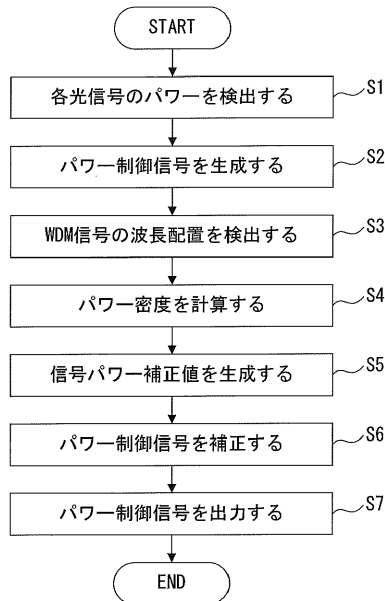 START
各光信号のパワーを検出する
S1
パワー制御信号を生成する
S2
WDM信号の波長配置を検出する
S3
パワー密度を計算する
S4
信号パワー補正値を生成する
S5
パワー制御信号を補正する
S6
パワー制御信号を出力する
S7
END